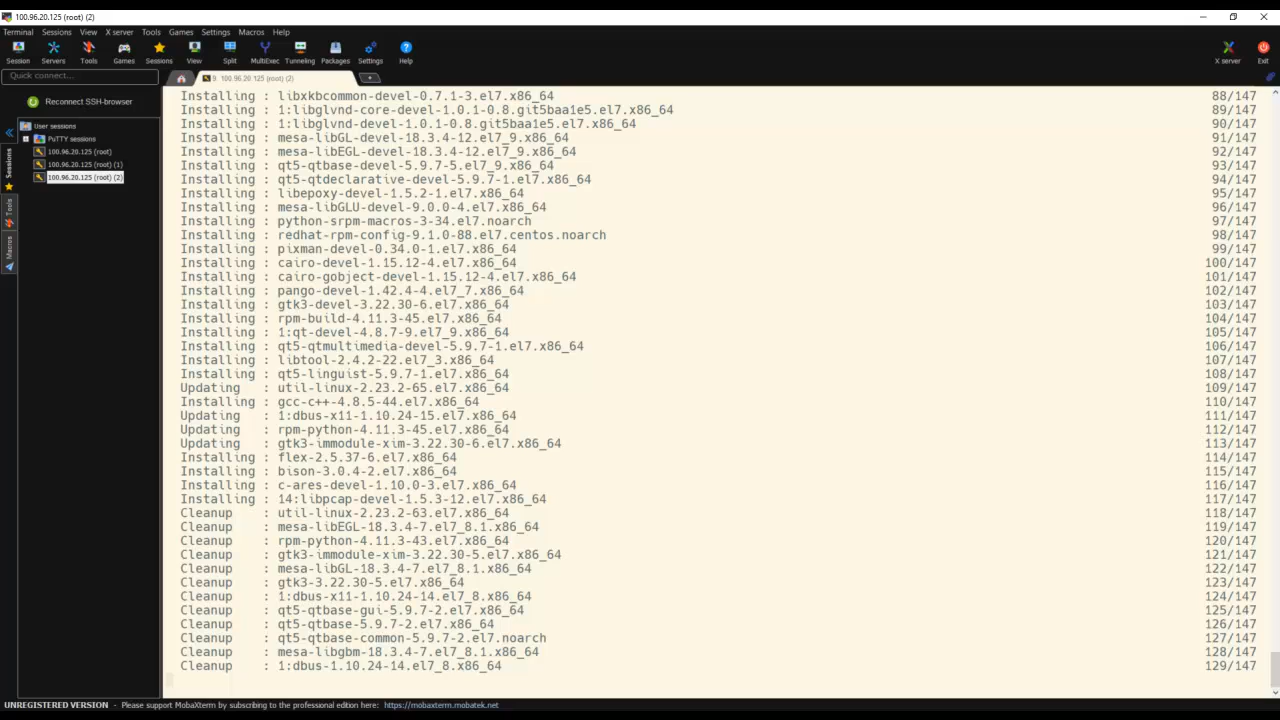 100.96.20.125 (root) (2)
Terminal Sessions View X server Tools Games Settings Macros Help
Session Servers Tools Games Sessions View Split MultiExec Tunneling Packages Settings Help X server Exit
Quick connect...
9. 100.96.20.125 (root) (2)
Reconnect SSH-browser
User sessions
PuTTY sessions
100.96.20.125 (root)
100.96.20.125 (root) (1)
100.96.20.125 (root) (2)
Sessions
Tools
Macros
Installing : libxkbcommon-devel-0.7.1-3.el7.x86_64 88/147
Installing : 1:libglvnd-core-devel-1.0.1-0.8.git5baa1e5.el7.x86_64 89/147
Installing : 1:libglvnd-devel-1.0.1-0.8.git5baa1e5.el7.x86_64 90/147
Installing : mesa-libGL-devel-18.3.4-12.el7_9.x86_64 91/147
Installing : mesa-libEGL-devel-18.3.4-12.el7_9.x86_64 92/147
Installing : qt5-qtbase-devel-5.9.7-5.el7_9.x86_64 93/147
Installing : qt5-qtdeclarative-devel-5.9.7-1.el7.x86_64 94/147
Installing : libepoxy-devel-1.5.2-1.el7.x86_64 95/147
Installing : mesa-libGLU-devel-9.0.0-4.el7.x86_64 96/147
Installing : python-srpm-macros-3-34.el7.noarch 97/147
Installing : redhat-rpm-config-9.1.0-88.el7.centos.noarch 98/147
Installing : pixman-devel-0.34.0-1.el7.x86_64 99/147
Installing : cairo-devel-1.15.12-4.el7.x86_64 100/147
Installing : cairo-gobject-devel-1.15.12-4.el7.x86_64 101/147
Installing : pango-devel-1.42.4-4.el7_7.x86_64 102/147
Installing : gtk3-devel-3.22.30-6.el7.x86_64 103/147
Installing : rpm-build-4.11.3-45.el7.x86_64 104/147
Installing : 1:qt-devel-4.8.7-9.el7_9.x86_64 105/147
Installing : qt5-qtmultimedia-devel-5.9.7-1.el7.x86_64 106/147
Installing : libtool-2.4.2-22.el7_3.x86_64 107/147
Installing : qt5-linguist-5.9.7-1.el7.x86_64 108/147
Updating : util-linux-2.23.2-65.el7.x86_64 109/147
Installing : gcc-c++-4.8.5-44.el7.x86_64 110/147
Updating : 1:dbus-x11-1.10.24-15.el7.x86_64 111/147
Updating : rpm-python-4.11.3-45.el7.x86_64 112/147
Updating : gtk3-immodule-xim-3.22.30-6.el7.x86_64 113/147
Installing : flex-2.5.37-6.el7.x86_64 114/147
Installing : bison-3.0.4-2.el7.x86_64 115/147
Installing : c-ares-devel-1.10.0-3.el7.x86_64 116/147
Installing : 14:libpcap-devel-1.5.3-12.el7.x86_64 117/147
Cleanup : util-linux-2.23.2-63.el7.x86_64 118/147
Cleanup : mesa-libEGL-18.3.4-7.el7_8.1.x86_64 119/147
Cleanup : rpm-python-4.11.3-43.el7.x86_64 120/147
Cleanup : gtk3-immodule-xim-3.22.30-5.el7.x86_64 121/147
Cleanup : mesa-libGL-18.3.4-7.el7_8.1.x86_64 122/147
Cleanup : gtk3-3.22.30-5.el7.x86_64 123/147
Cleanup : 1:dbus-x11-1.10.24-14.el7_8.x86_64 124/147
Cleanup : qt5-qtbase-gui-5.9.7-2.el7.x86_64 125/147
Cleanup : qt5-qtbase-5.9.7-2.el7.x86_64 126/147
Cleanup : qt5-qtbase-common-5.9.7-2.el7.noarch 127/147
Cleanup : mesa-libgbm-18.3.4-7.el7_8.1.x86_64 128/147
Cleanup : 1:dbus-1.10.24-14.el7_8.x86_64 129/147
UNREGISTERED VERSION - Please support MobaXterm by subscribing to the professional edition here: https://mobaxterm.mobatek.net